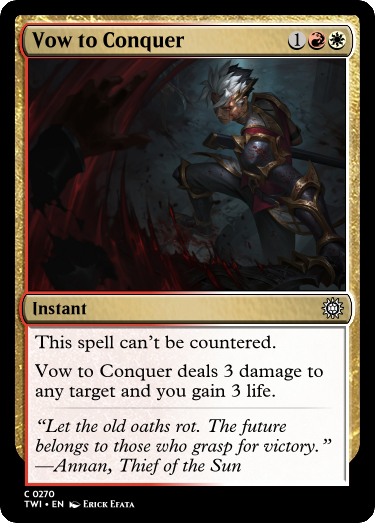 Vow to Conquer 1
Instant
This spell can't be countered.
Vow to Conquer deals 3 damage to
any target and you gain 3 life.
“Let the old oaths rot. The future
belongs to those who grasp for victory.”
—Annan, Thief of the Sun
C 0270
TWI • EN Erick Efata